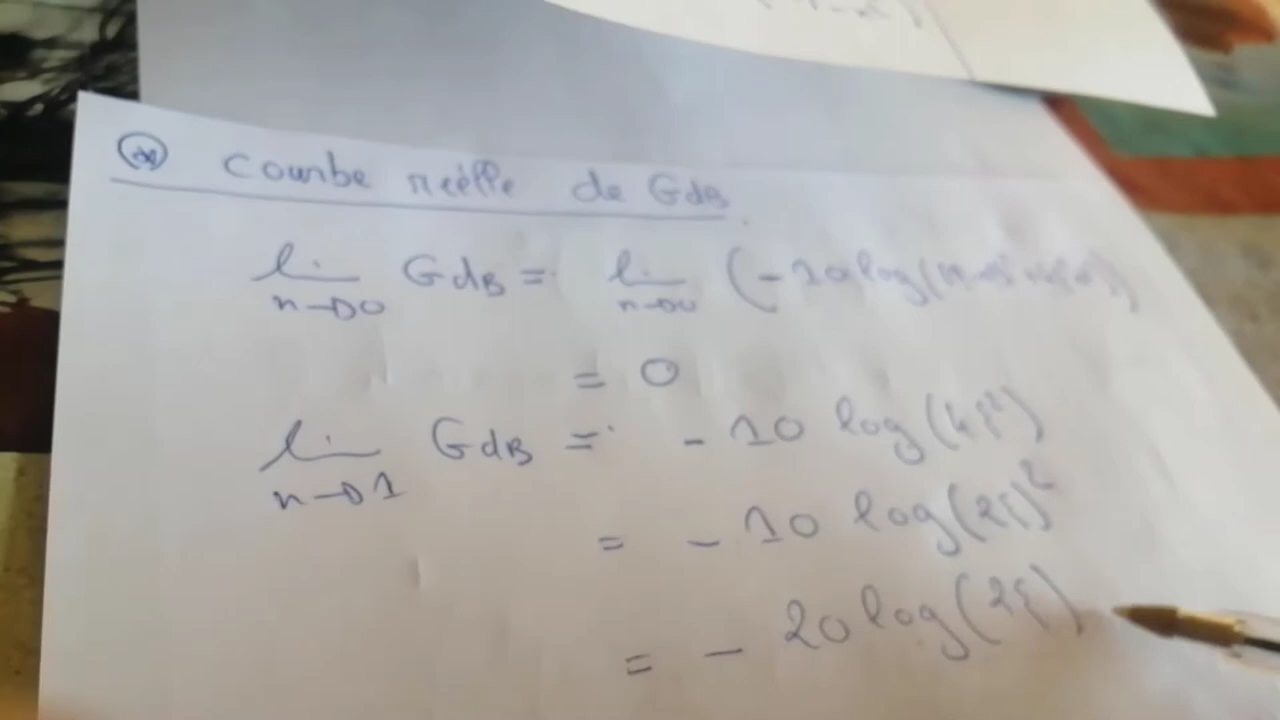 Courbe réelle de GdB
lim GdB = lim (-10 log(
n→0 n→0
= 0
lim GdB = -10 log(4ξ²)
n→1
= -10 log(2ξ)²
= -20 log(2ξ)